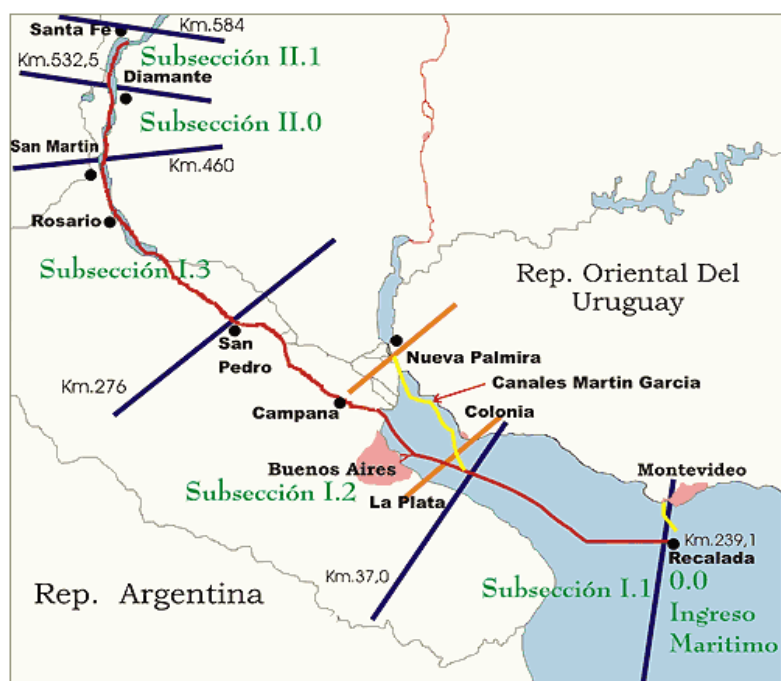 Km.584
Santa Fe
Subsección II.1
Km.532,5
Diamante
Subsección II.0
San Martin
Km.460
Rosario
Subsección I.3
Rep. Oriental Del
Uruguay
San
Pedro
Nueva Palmira
Km.276
Canales Martin Garcia
Campana
Colonia
Buenos Aires
Subsección I.2
La Plata
Montevideo
Km.239,1
Recalada
Km.37,0
Subsección I.1
0.0
Ingreso
Maritimo
Rep. Argentina